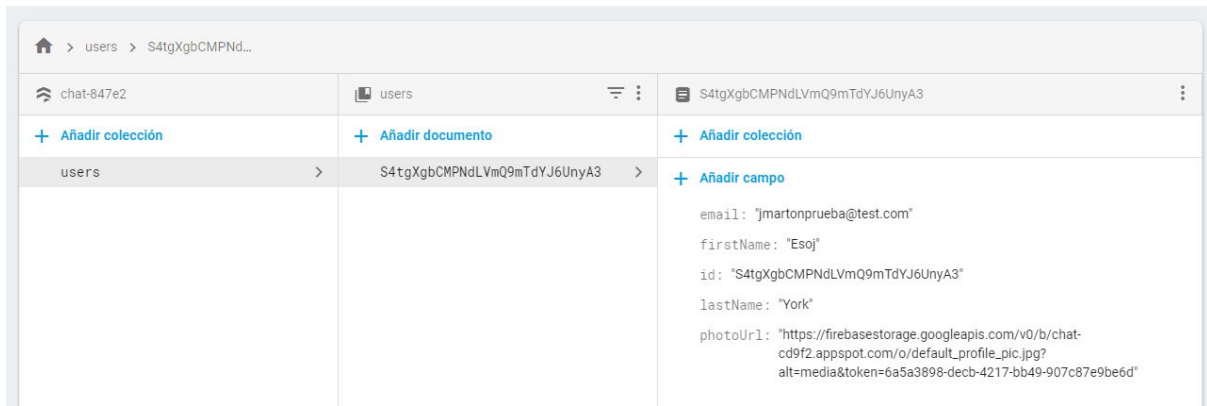 users > S4tgXgbCMPNd…
chat-847e2
users
S4tgXgbCMPNdLVmQ9mTdYJ6UnyA3
+ Añadir colección
+ Añadir documento
+ Añadir colección
users >
S4tgXgbCMPNdLVmQ9mTdYJ6UnyA3 >
+ Añadir campo
email: "jmartonprueba@test.com"
firstName: "Esoj"
id: "S4tgXgbCMPNdLVmQ9mTdYJ6UnyA3"
lastName: "York"
photoUrl: "https://firebasestorage.googleapis.com/v0/b/chat-
cd9f2.appspot.com/o/default_profile_pic.jpg?
alt=media&token=6a5a3898-decb-4217-bb49-907c87e9be6d"